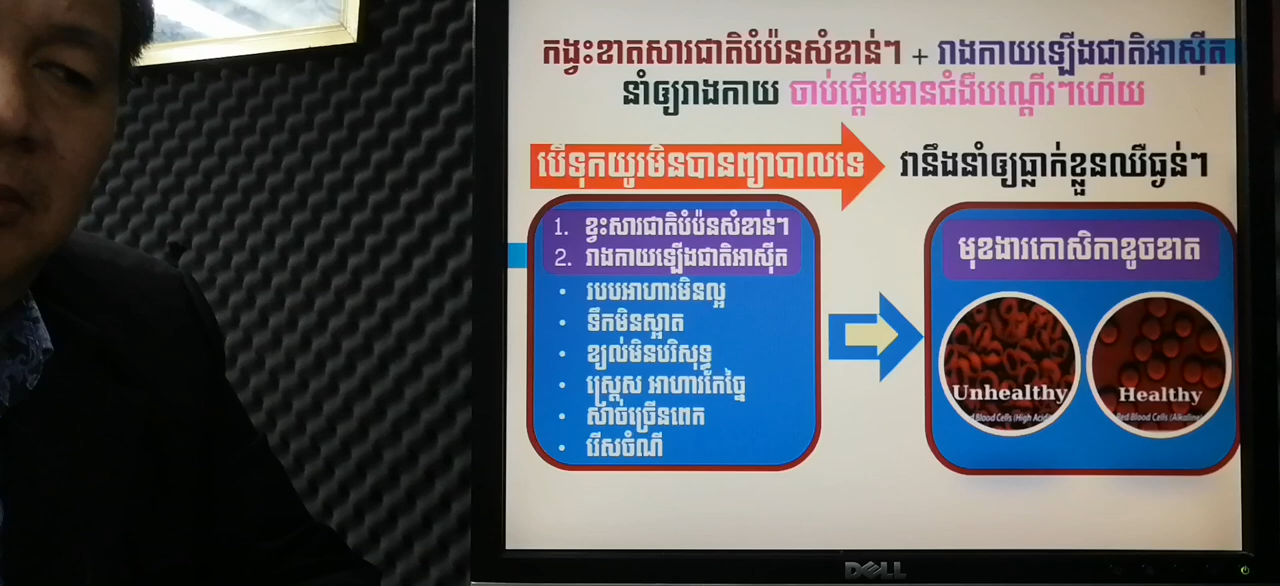 កង្វះខាតសារជាតិបំប៉នសំខាន់ៗ + រាងកាយឡើងជាតិអាស៊ីត
នាំឲ្យរាងកាយ ចាប់ផ្ដើមមានជំងឺបណ្ដើរៗហើយ
បើទុកយូរមិនបានព្យាបាលទេ
វានឹងនាំឲ្យធ្លាក់ខ្លួនឈឺធ្ងន់ៗ
1. ខ្វះសារជាតិបំប៉នសំខាន់ៗ
2. រាងកាយឡើងជាតិអាស៊ីត
• របបអាហារមិនល្អ
• ទឹកមិនស្អាត
• ខ្យល់មិនបរិសុទ្ធ
• ស្ត្រេស អាហារកែច្នៃ
• សាច់ច្រើនពេក
• រើសចំណី
មុខងារកោសិកាខូចខាត
Unhealthy
d Blood Cells (High Acid
Healthy
Red Blood Cells (Alkaline)
DELL